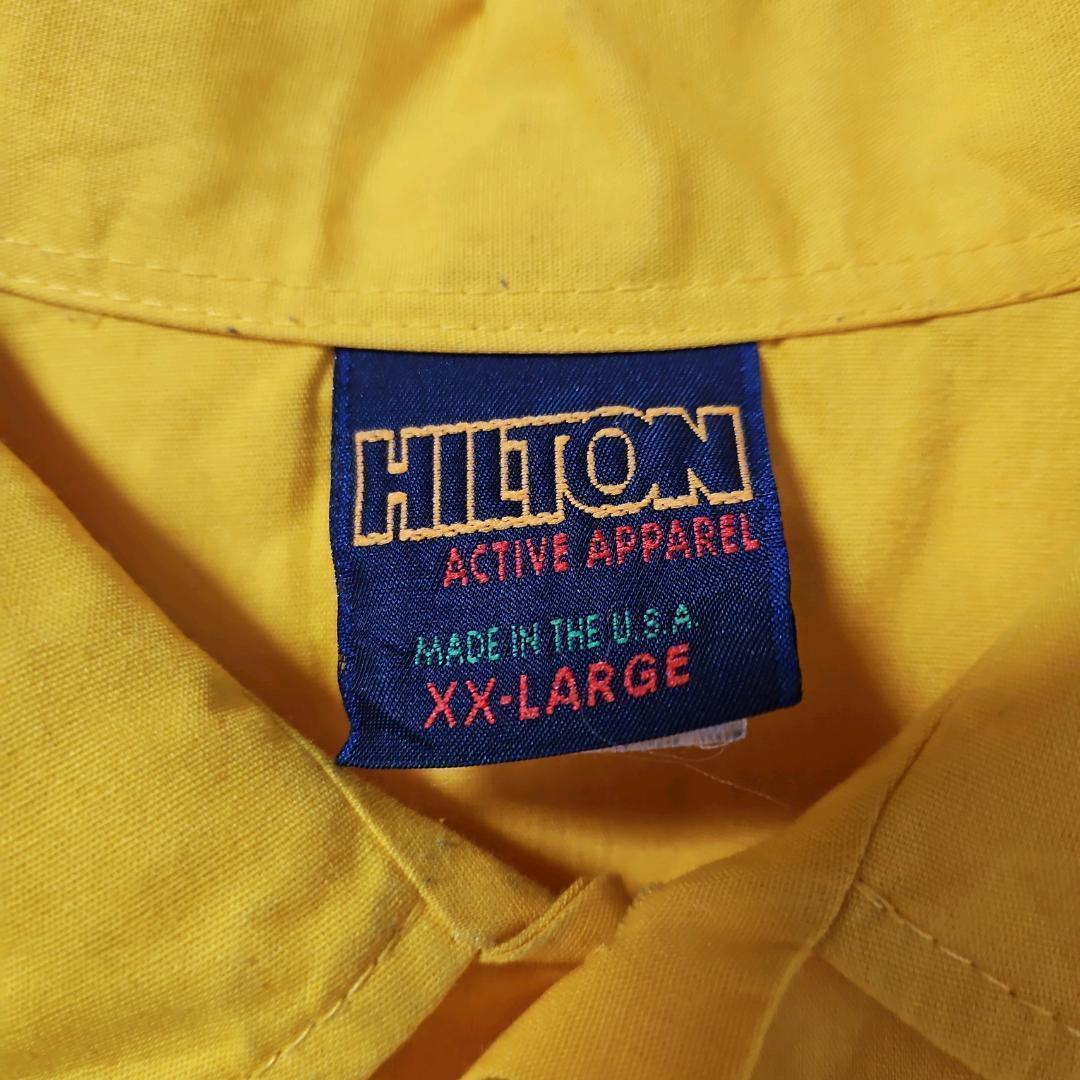 HILTON
ACTIVE APPAREL
MADE IN THE U.S.A.
XX-LARGE